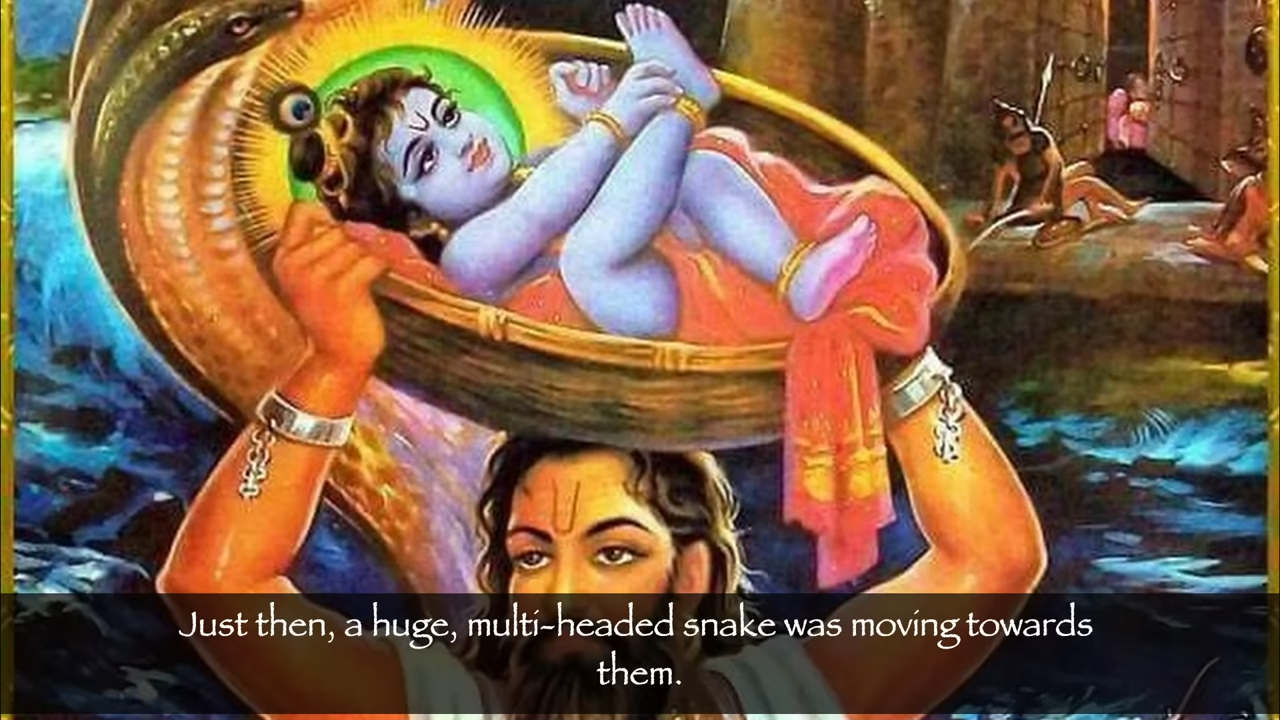 Just then, a huge, multi-headed snake was moving towards
them.